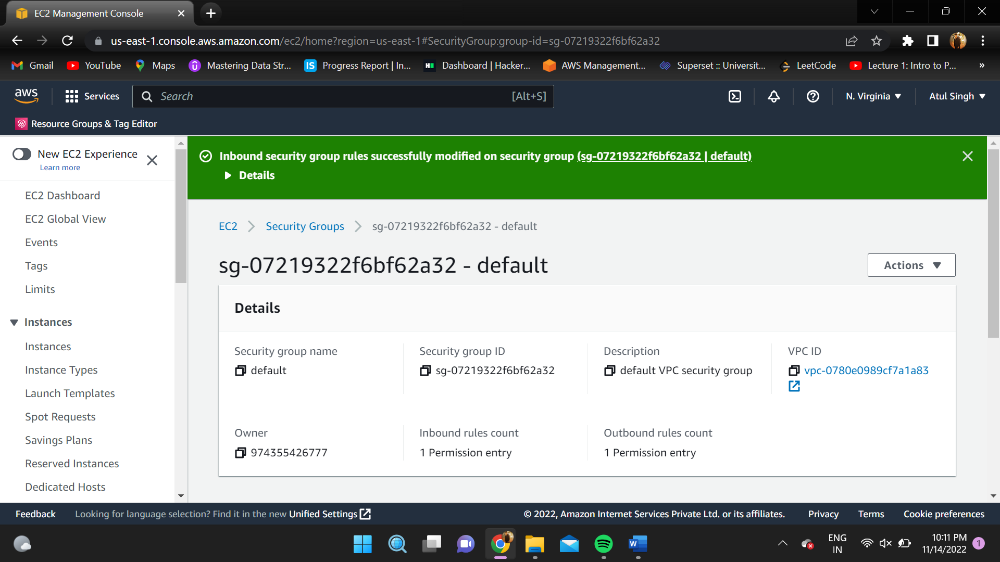 EC2 Management Console
us-east-1.console.aws.amazon.com/ec2/home?region=us-east-1#SecurityGroup:group-id=sg-07219322f6bf62a32
Gmail YouTube Maps Mastering Data Str... IS Progress Report | In... Dashboard | Hacker... AWS Management... Superset :: Universit... LeetCode Lecture 1: Intro to P... »
aws Services Search [Alt+S] N. Virginia Atul Singh
Resource Groups & Tag Editor
New EC2 Experience
Learn more
EC2 Dashboard
EC2 Global View
Events
Tags
Limits
Instances
Instances
Instance Types
Launch Templates
Spot Requests
Savings Plans
Reserved Instances
Dedicated Hosts
Inbound security group rules successfully modified on security group (sg-07219322f6bf62a32 | default)
Details
EC2 Security Groups sg-07219322f6bf62a32 - default
sg-07219322f6bf62a32 - default
Actions
Details
Security group name
default
Security group ID
sg-07219322f6bf62a32
Description
default VPC security group
VPC ID
vpc-0780e0989cf7a1a83
Owner
974355426777
Inbound rules count
1 Permission entry
Outbound rules count
1 Permission entry
Feedback Looking for language selection? Find it in the new Unified Settings © 2022, Amazon Internet Services Private Ltd. or its affiliates. Privacy Terms Cookie preferences
W
ENG
IN
10:11 PM
11/14/2022
1